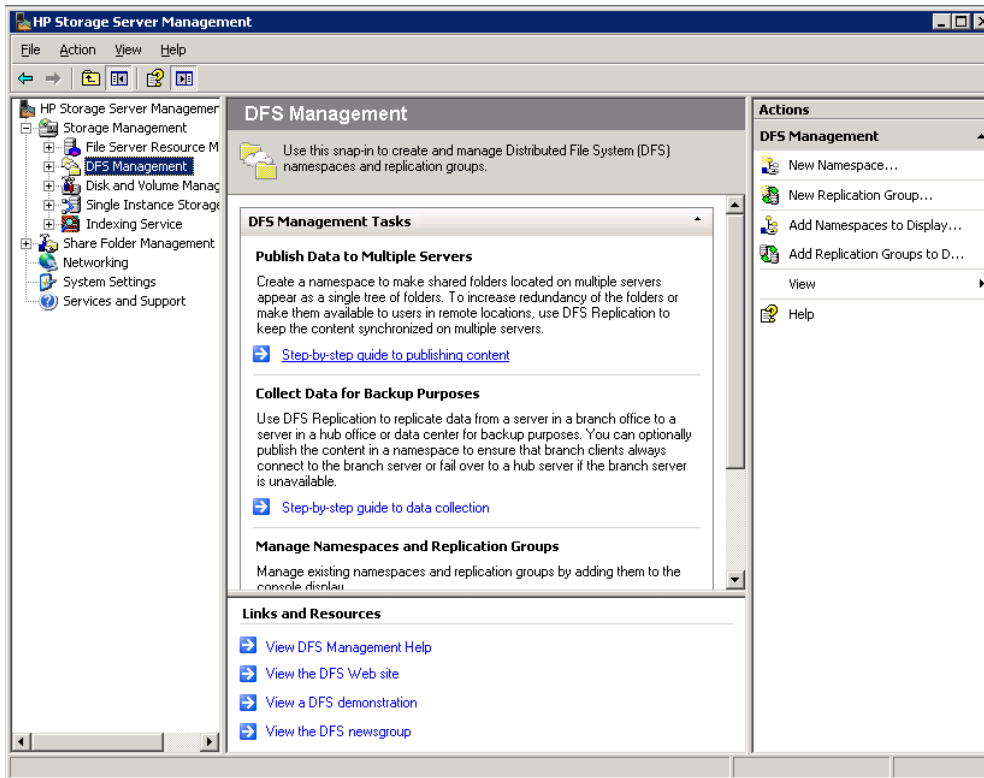 HP Storage Server Management
File Action View Help
HP Storage Server Managemer
Storage Management
File Server Resource M
DFS Management
Disk and Volume Manag
Single Instance Storage
Indexing Service
Share Folder Management
Networking
System Settings
Services and Support
DFS Management
Use this snap-in to create and manage Distributed File System (DFS)
namespaces and replication groups.
DFS Management Tasks
Publish Data to Multiple Servers
Create a namespace to make shared folders located on multiple servers
appear as a single tree of folders. To increase redundancy of the folders or
make them available to users in remote locations, use DFS Replication to
keep the content synchronized on multiple servers.
Step-by-step guide to publishing content
Collect Data for Backup Purposes
Use DFS Replication to replicate data from a server in a branch office to a
server in a hub office or data center for backup purposes. You can optionally
publish the content in a namespace to ensure that branch clients always
connect to the branch server or fail over to a hub server if the branch server
is unavailable.
Step-by-step guide to data collection
Manage Namespaces and Replication Groups
Manage existing namespaces and replication groups by adding them to the
console display.
Links and Resources
View DFS Management Help
View the DFS Web site
View a DFS demonstration
View the DFS newsgroup
Actions
DFS Management
New Namespace...
New Replication Group...
Add Namespaces to Display...
Add Replication Groups to D...
View
Help